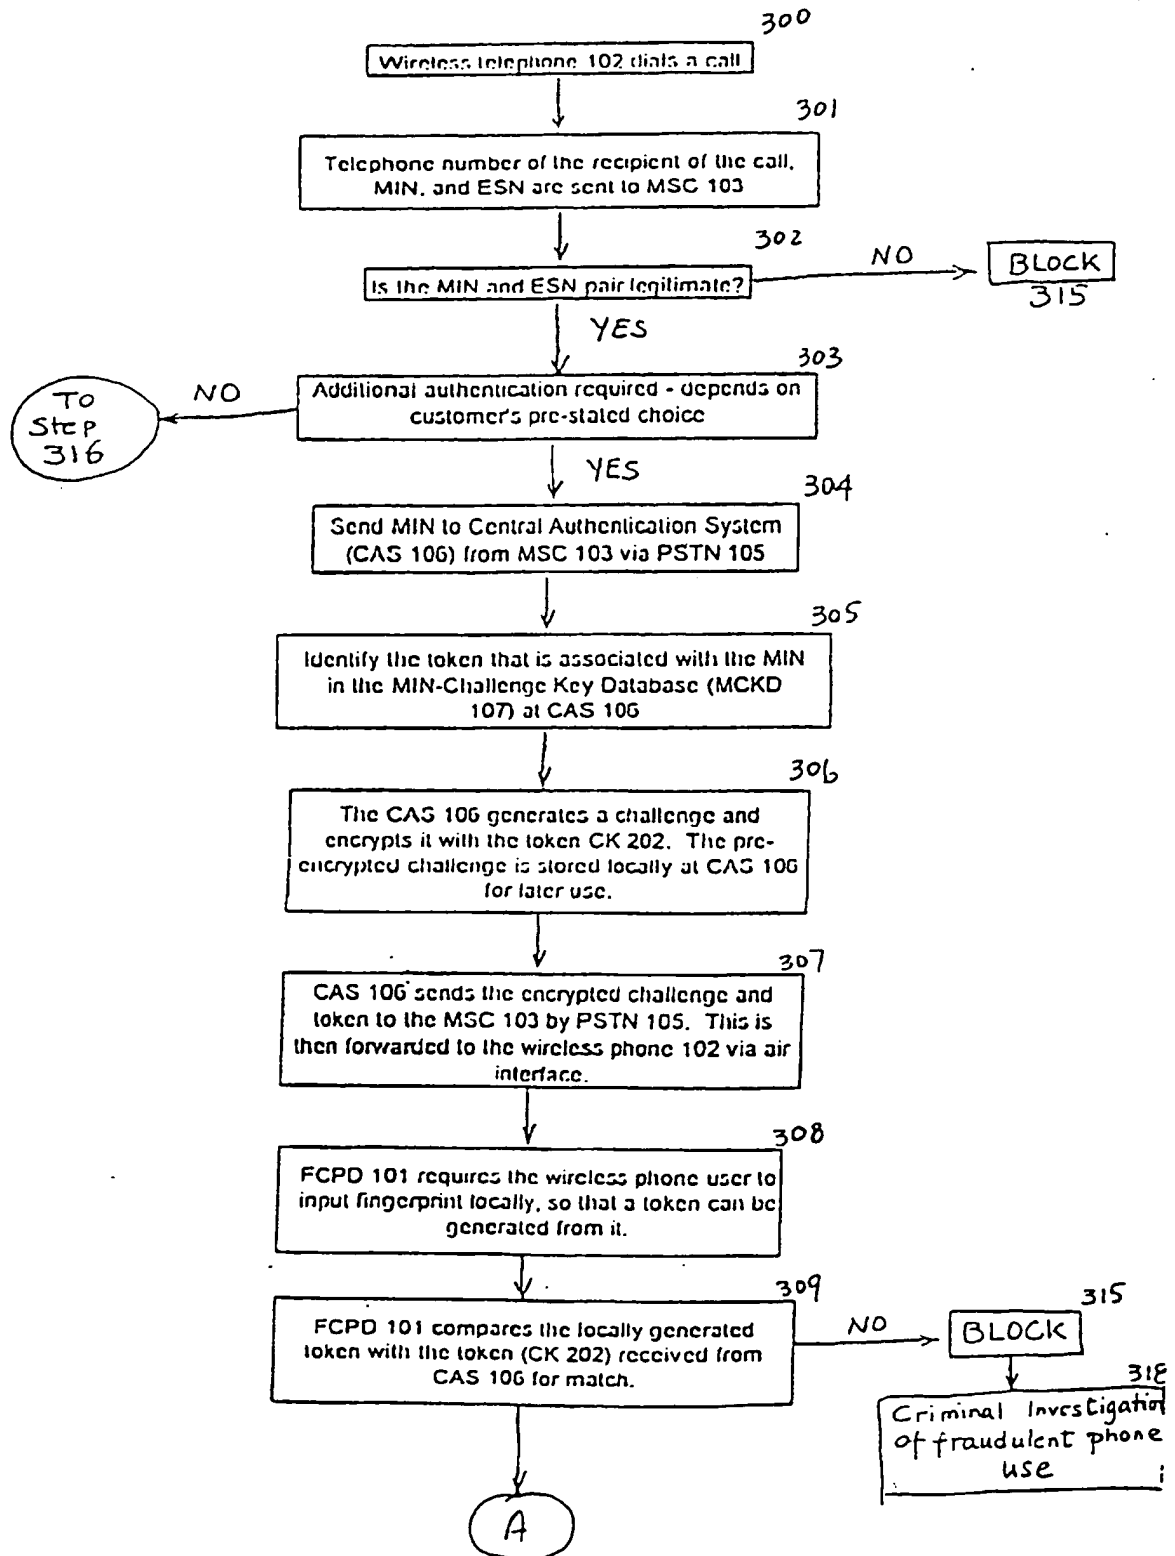 300
Wireless telephone 102 dials a call
301
Telephone number of the recipient of the call,
MIN, and ESN are sent to MSC 103
302
Is the MIN and ESN pair legitimate?
NO
BLOCK
315
YES
303
Additional authentication required - depends on
customer's pre-stated choice
NO
TO
Step
316
YES
304
Send MIN to Central Authentication System
(CAS 106) from MSC 103 via PSTN 105
305
Identify the token that is associated with the MIN
in the MIN-Challenge Key Database (MCKD
107) at CAS 106
306
The CAS 106 generates a challenge and
encrypts it with the token CK 202. The pre-
encrypted challenge is stored locally at CAS 106
for later use.
307
CAS 106 sends the encrypted challenge and
token to the MSC 103 by PSTN 105. This is
then forwarded to the wireless phone 102 via air
interface.
308
FCPD 101 requires the wireless phone user to
input fingerprint locally, so that a token can be
generated from it.
309
FCPD 101 compares the locally generated
token with the token (CK 202) received from
CAS 106 for match.
NO
315
BLOCK
Criminal Investigation
of fraudulent phone
use
A